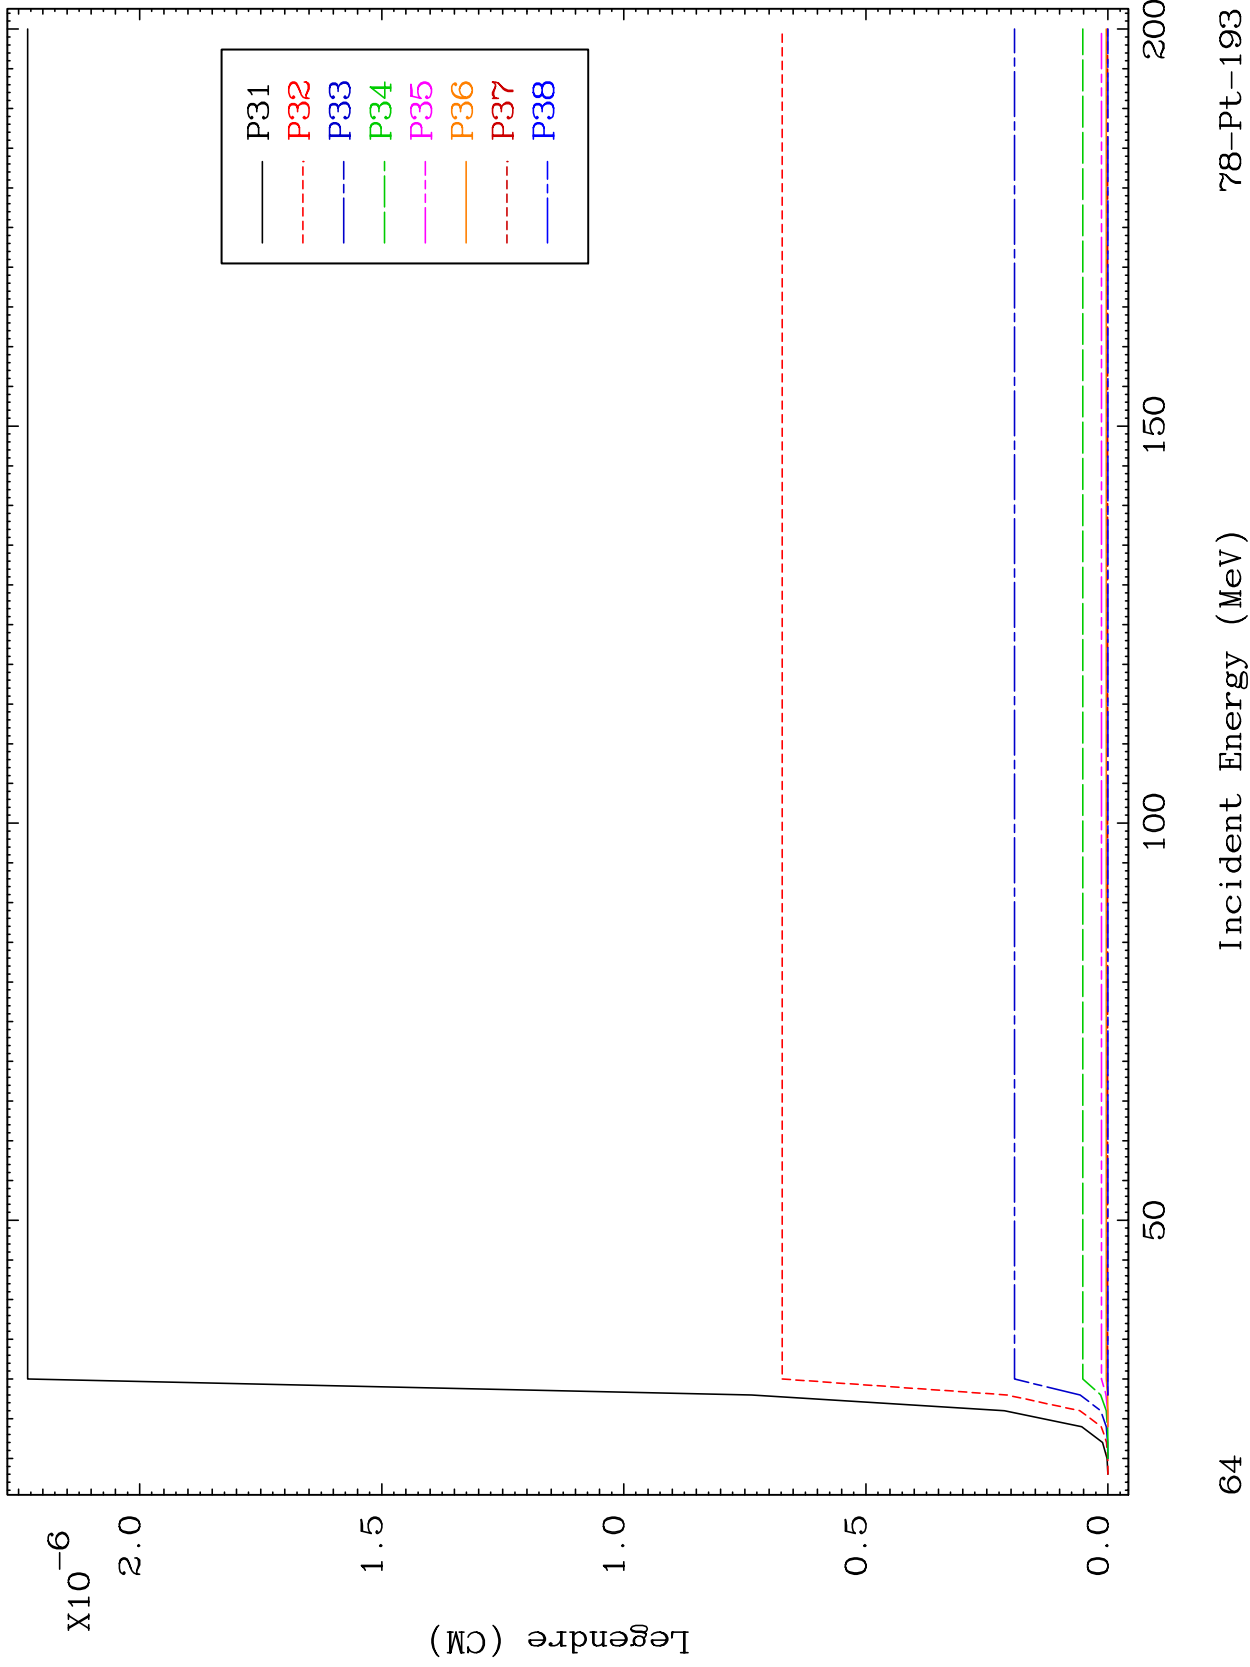 X10-6
2.0
1.5
1.0
0.5
0.0
Legendre (CM)
P31
P32
P33
P34
P35
P36
P37
P38
50
100
150
200
Incident Energy (MeV)
64
78-Pt-193